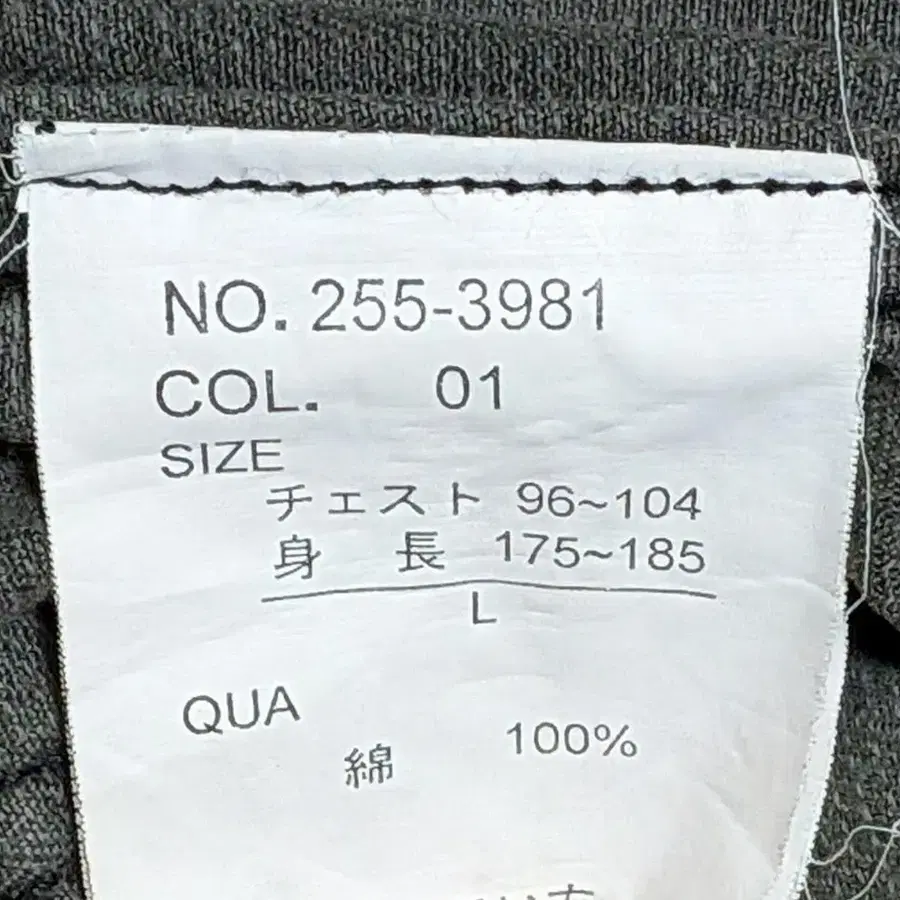 NO. 255-3981
COL. 01
SIZE
チェスト 96~104
身 長 175~185
L
QUA
綿 100%